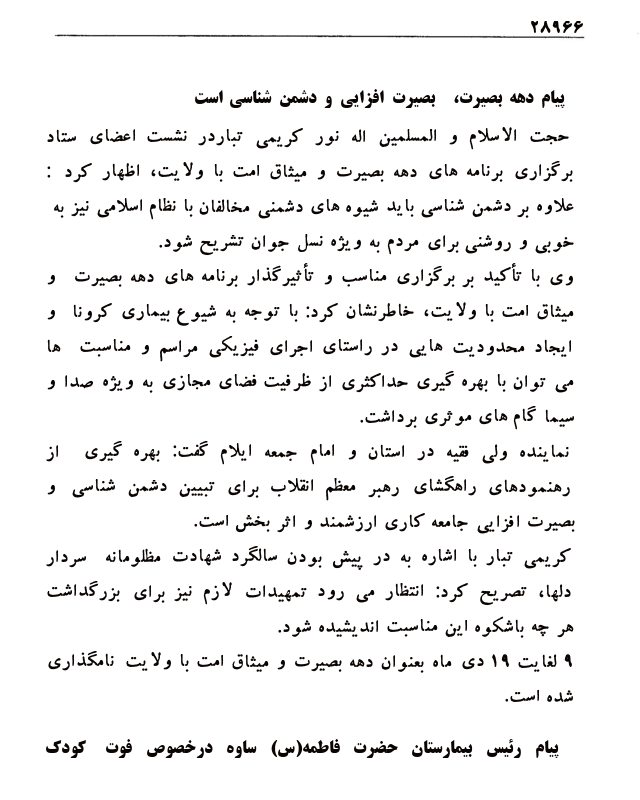 ۲۸۹۶۶
پیام دهه بصیرت، بصیرت افزایی و دشمن شناسی است
حجت الاسلام و المسلمین اله نور کریمی تباردر نشست اعضای ستاد
برگزاری برنامه های دهه بصیرت و میثاق امت با ولایت، اظهار کرد :
علاوه بر دشمن شناسی باید شیوه های دشمنی مخالفان با نظام اسلامی نیز به
خوبی و روشنی برای مردم به ویژه نسل جوان تشریح شود.
وی با تأکید بر برگزاری مناسب و تأثیرگذار برنامه های دهه بصیرت و
میثاق امت با ولایت، خاطرنشان کرد: با توجه به شیوع بیماری کرونا و
ایجاد محدودیت هایی در راستای اجرای فیزیکی مراسم و مناسبت ها
می توان با بهره گیری حداکثری از ظرفیت فضای مجازی به ویژه صدا و
سیما گام های موثری برداشت.
نماینده ولی فقیه در استان و امام جمعه ایلام گفت: بهره گیری از
رهنمودهای راهگشای رهبر معظم انقلاب برای تبیین دشمن شناسی و
بصیرت افزایی جامعه کاری ارزشمند و اثر بخش است.
کریمی تبار با اشاره به در پیش بودن سالگرد شهادت مظلومانه سردار
دلها، تصریح کرد: انتظار می رود تمهیدات لازم نیز برای بزرگداشت
هر چه باشکوه این مناسبت اندیشیده شود.
۹ لغایت ۱۹ دی ماه بعنوان دهه بصیرت و میثاق امت با ولایت نامگذاری
شده است.
پیام رئیس بیمارستان حضرت فاطمه(س) ساوه درخصوص فوت کودک